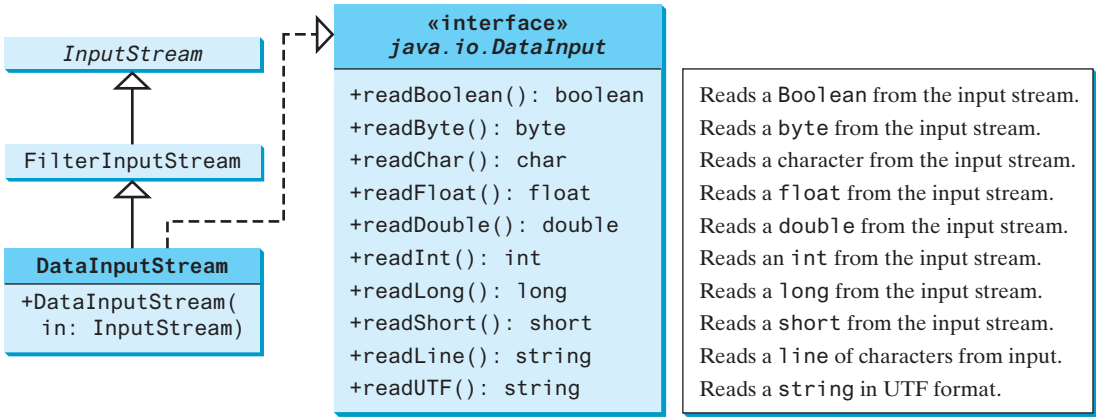 InputStream
FilterInputStream
DataInputStream
+DataInputStream(
in: InputStream)
«interface»
java.io.DataInput
+readBoolean(): boolean
+readByte(): byte
+readChar(): char
+readFloat(): float
+readDouble(): double
+readInt(): int
+readLong(): long
+readShort(): short
+readLine(): string
+readUTF(): string
Reads a Boolean from the input stream.
Reads a byte from the input stream.
Reads a character from the input stream.
Reads a float from the input stream.
Reads a double from the input stream.
Reads an int from the input stream.
Reads a long from the input stream.
Reads a short from the input stream.
Reads a line of characters from input.
Reads a string in UTF format.